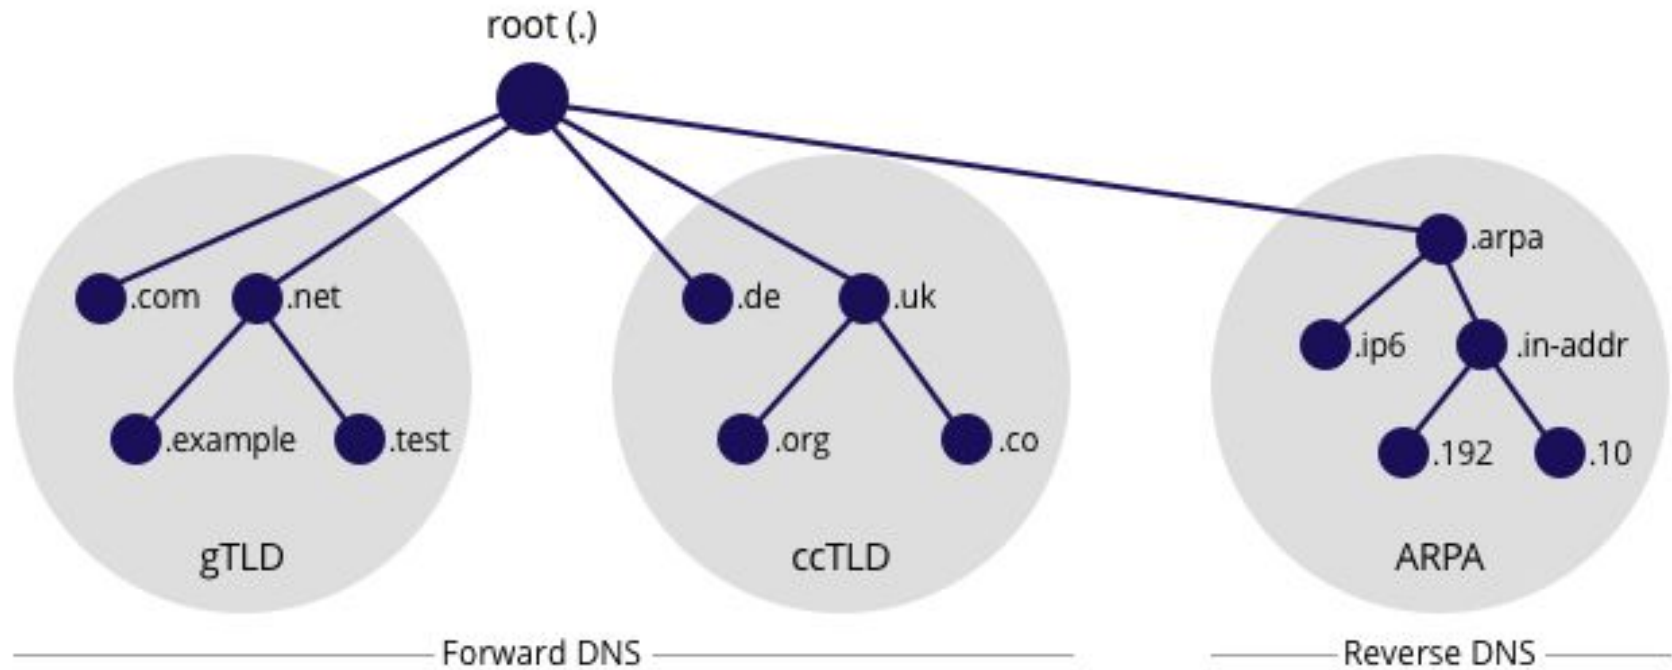 root (.)
.com
.net
.de
.uk
.arpa
.ip6
.in-addr
.example
.test
.org
.co
.192
.10
gTLD
ccTLD
ARPA
Forward DNS
Reverse DNS